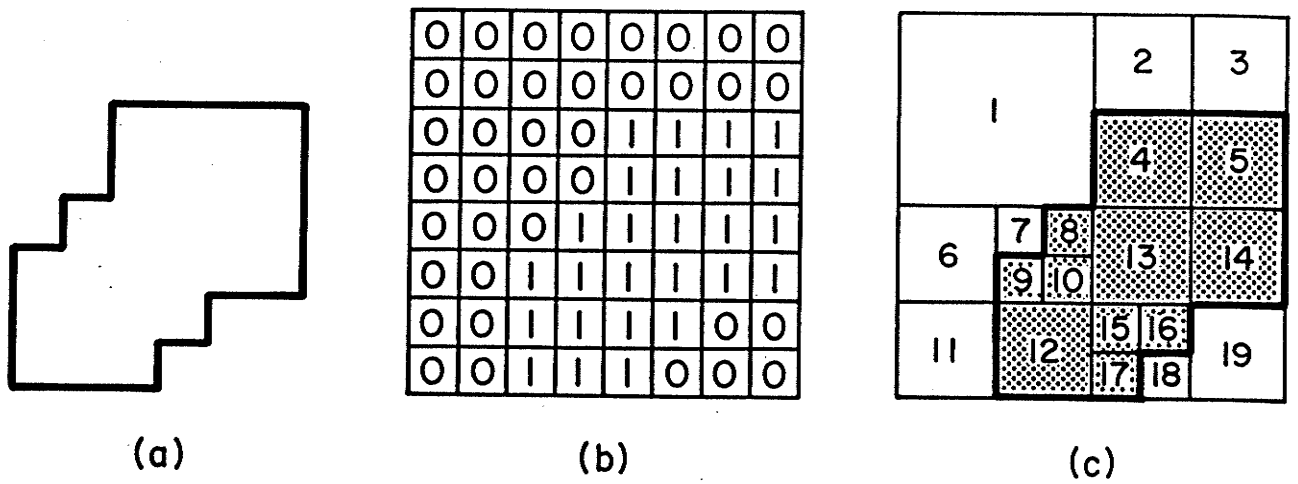 0 0 0 0 0 0 0 0
0 0 0 0 0 0 0 0
0 0 0 0 1 1 1 1
0 0 0 0 1 1 1 1
0 0 0 1 1 1 1 1
0 0 1 1 1 1 1 1
0 0 1 1 1 1 0 0
0 0 1 1 1 0 0 0
1 2 3
4 5
6 7 8 13 14
9 10
11 12 15 16 19
17 18
(a) (b) (c)